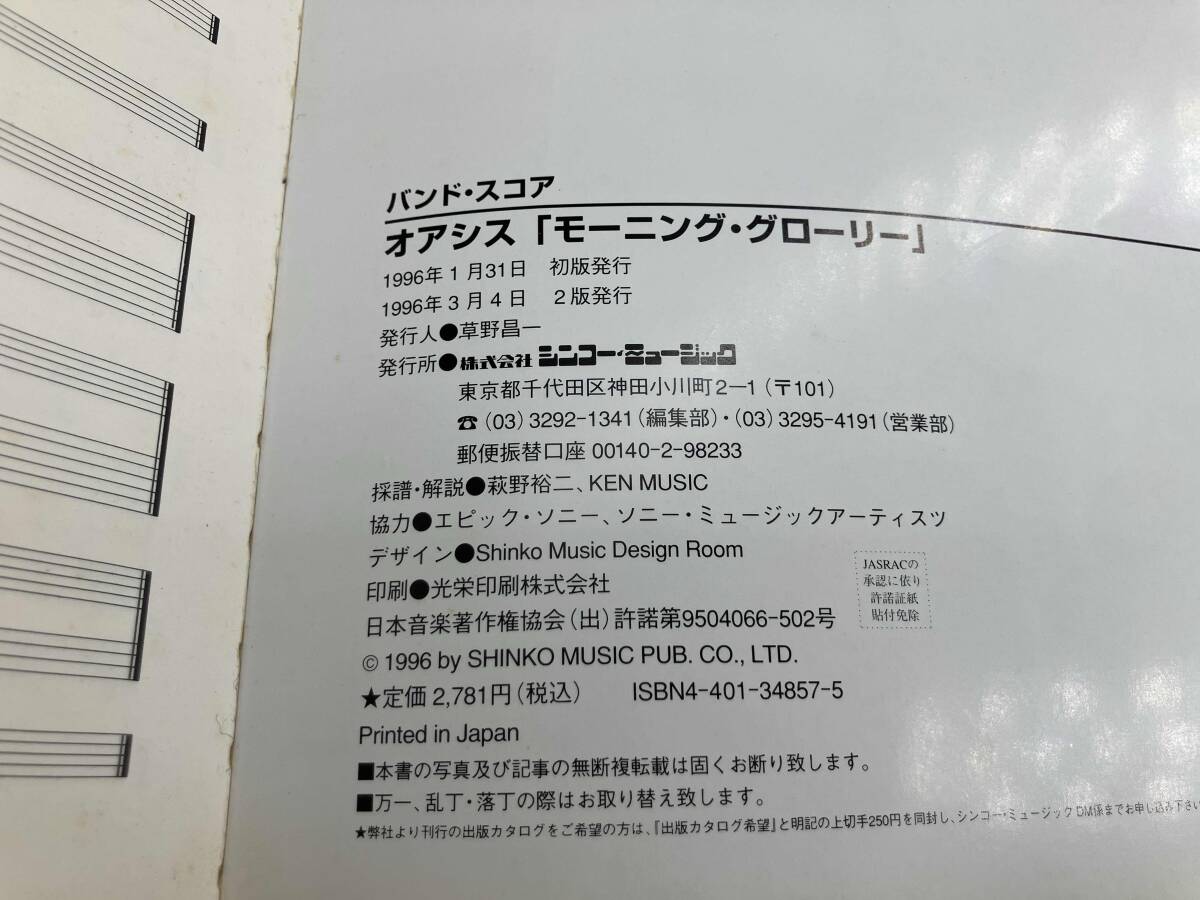 バンド・スコア
オアシス「モーニング・グローリー」
1996年1月31日　初版発行
1996年3月4日　2版発行
発行人●草野昌一
発行所●株式会社 シンコー・ミュージック
東京都千代田区神田小川町2-1（〒101）
☎（03）3292-1341（編集部）・（03）3295-4191（営業部）
郵便振替口座 00140-2-98233
採譜・解説●萩野裕二、KEN MUSIC
協力●エピック・ソニー、ソニー・ミュージックアーティスツ
デザイン●Shinko Music Design Room
印刷●光栄印刷株式会社
日本音楽著作権協会（出）許諾第9504066-502号
JASRACの
承認に依り
許諾証紙
貼付免除
© 1996 by SHINKO MUSIC PUB. CO., LTD.
★定価 2,781円（税込）　ISBN4-401-34857-5
Printed in Japan
■本書の写真及び記事の無断複転載は固くお断り致します。
■万一、乱丁・落丁の際はお取り替え致します。
★弊社より刊行の出版カタログをご希望の方は、『出版カタログ希望』と明記の上切手250円を同封し、シンコー・ミュージック DM係までお申し込み下さい